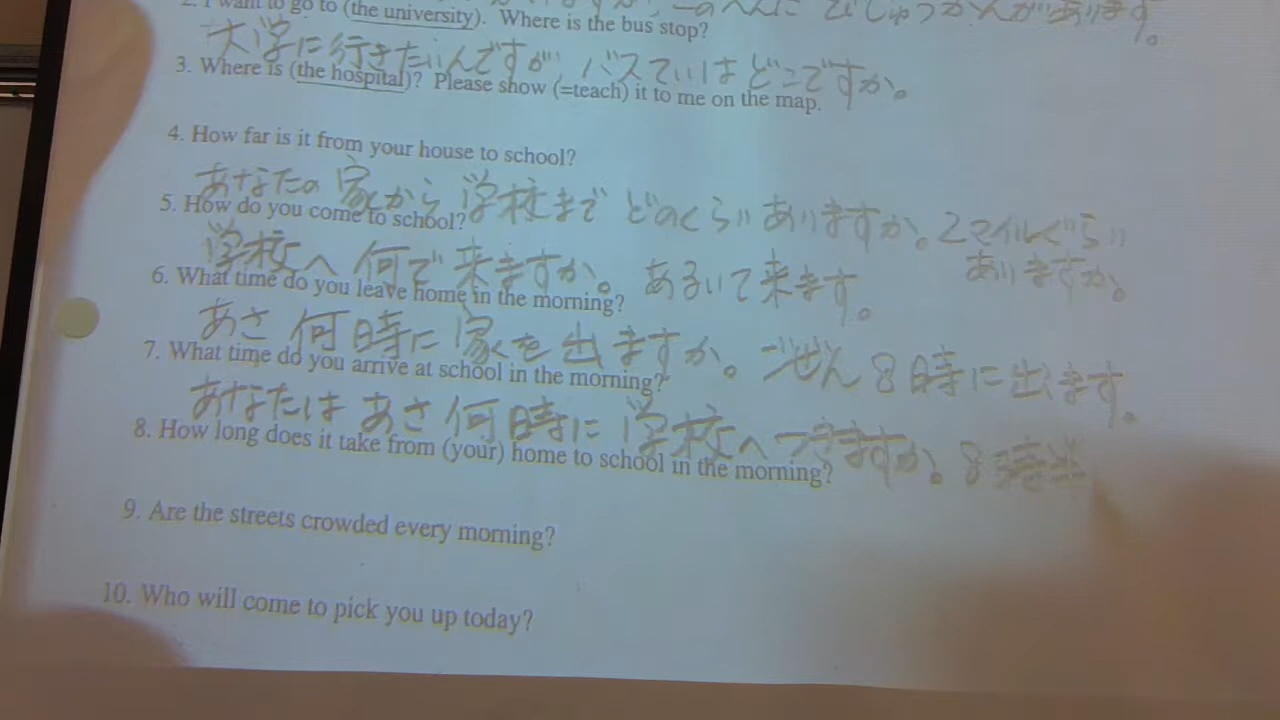 2. I want to go to (the university). Where is the bus stop?
大学に行きたいんですが、バスていはどこですか。
3. Where is (the hospital)? Please show (=teach) it to me on the map.
4. How far is it from your house to school?
あなたの家から学校までどのくらいありますか。2マイルぐらい
ありますか。
5. How do you come to school?
学校へ何で来ますか。あるいて来ます。
6. What time do you leave home in the morning?
あさ何時に家を出ますか。ごぜん8時に出ます。
7. What time do you arrive at school in the morning?
あなたはあさ何時に学校へつきますか。8時半
8. How long does it take from (your) home to school in the morning?
9. Are the streets crowded every morning?
10. Who will come to pick you up today?